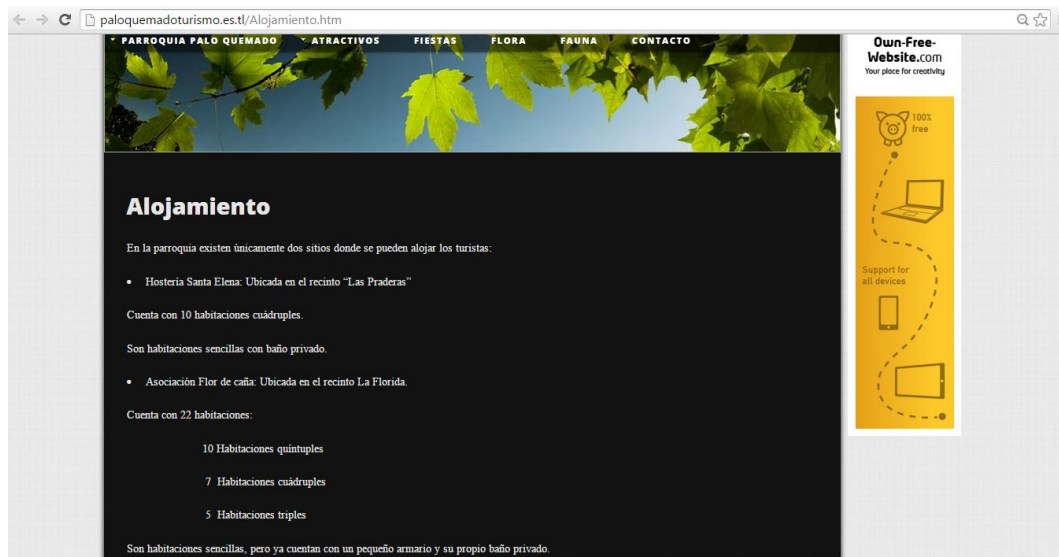 paloquemadoturismo.es.tl/Alojamiento.htm
PARROQUIA PALO QUEMADO ATRACTIVOS FIESTAS FLORA FAUNA CONTACTO
Own-Free-
Website.com
Your place for creativity
100%
free
Support for
all devices
Alojamiento
En la parroquia existen únicamente dos sitios donde se pueden alojar los turistas:
• Hostería Santa Elena: Ubicada en el recinto “Las Praderas”
Cuenta con 10 habitaciones cuádruples.
Son habitaciones sencillas con baño privado.
• Asociación Flor de caña: Ubicada en el recinto La Florida.
Cuenta con 22 habitaciones:
10 Habitaciones quíntuples
7 Habitaciones cuádruples
5 Habitaciones triples
Son habitaciones sencillas, pero ya cuentan con un pequeño armario y su propio baño privado.